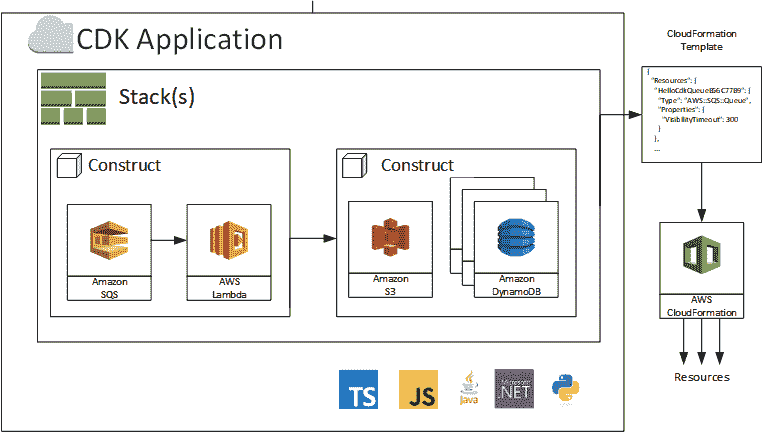 CDK Application
Stack(s)
Construct
Amazon
SQS
AWS
Lambda
Construct
Amazon
S3
Amazon
DynamoDB
TS
JS
Java
Microsoft
.NET
CloudFormation
Template
{
"Resources": {
"HelloCdkQueueB56C77B9": {
"Type": "AWS::SQS::Queue",
"Properties": {
"VisibilityTimeout": 300
}
},
...
AWS
CloudFormation
Resources